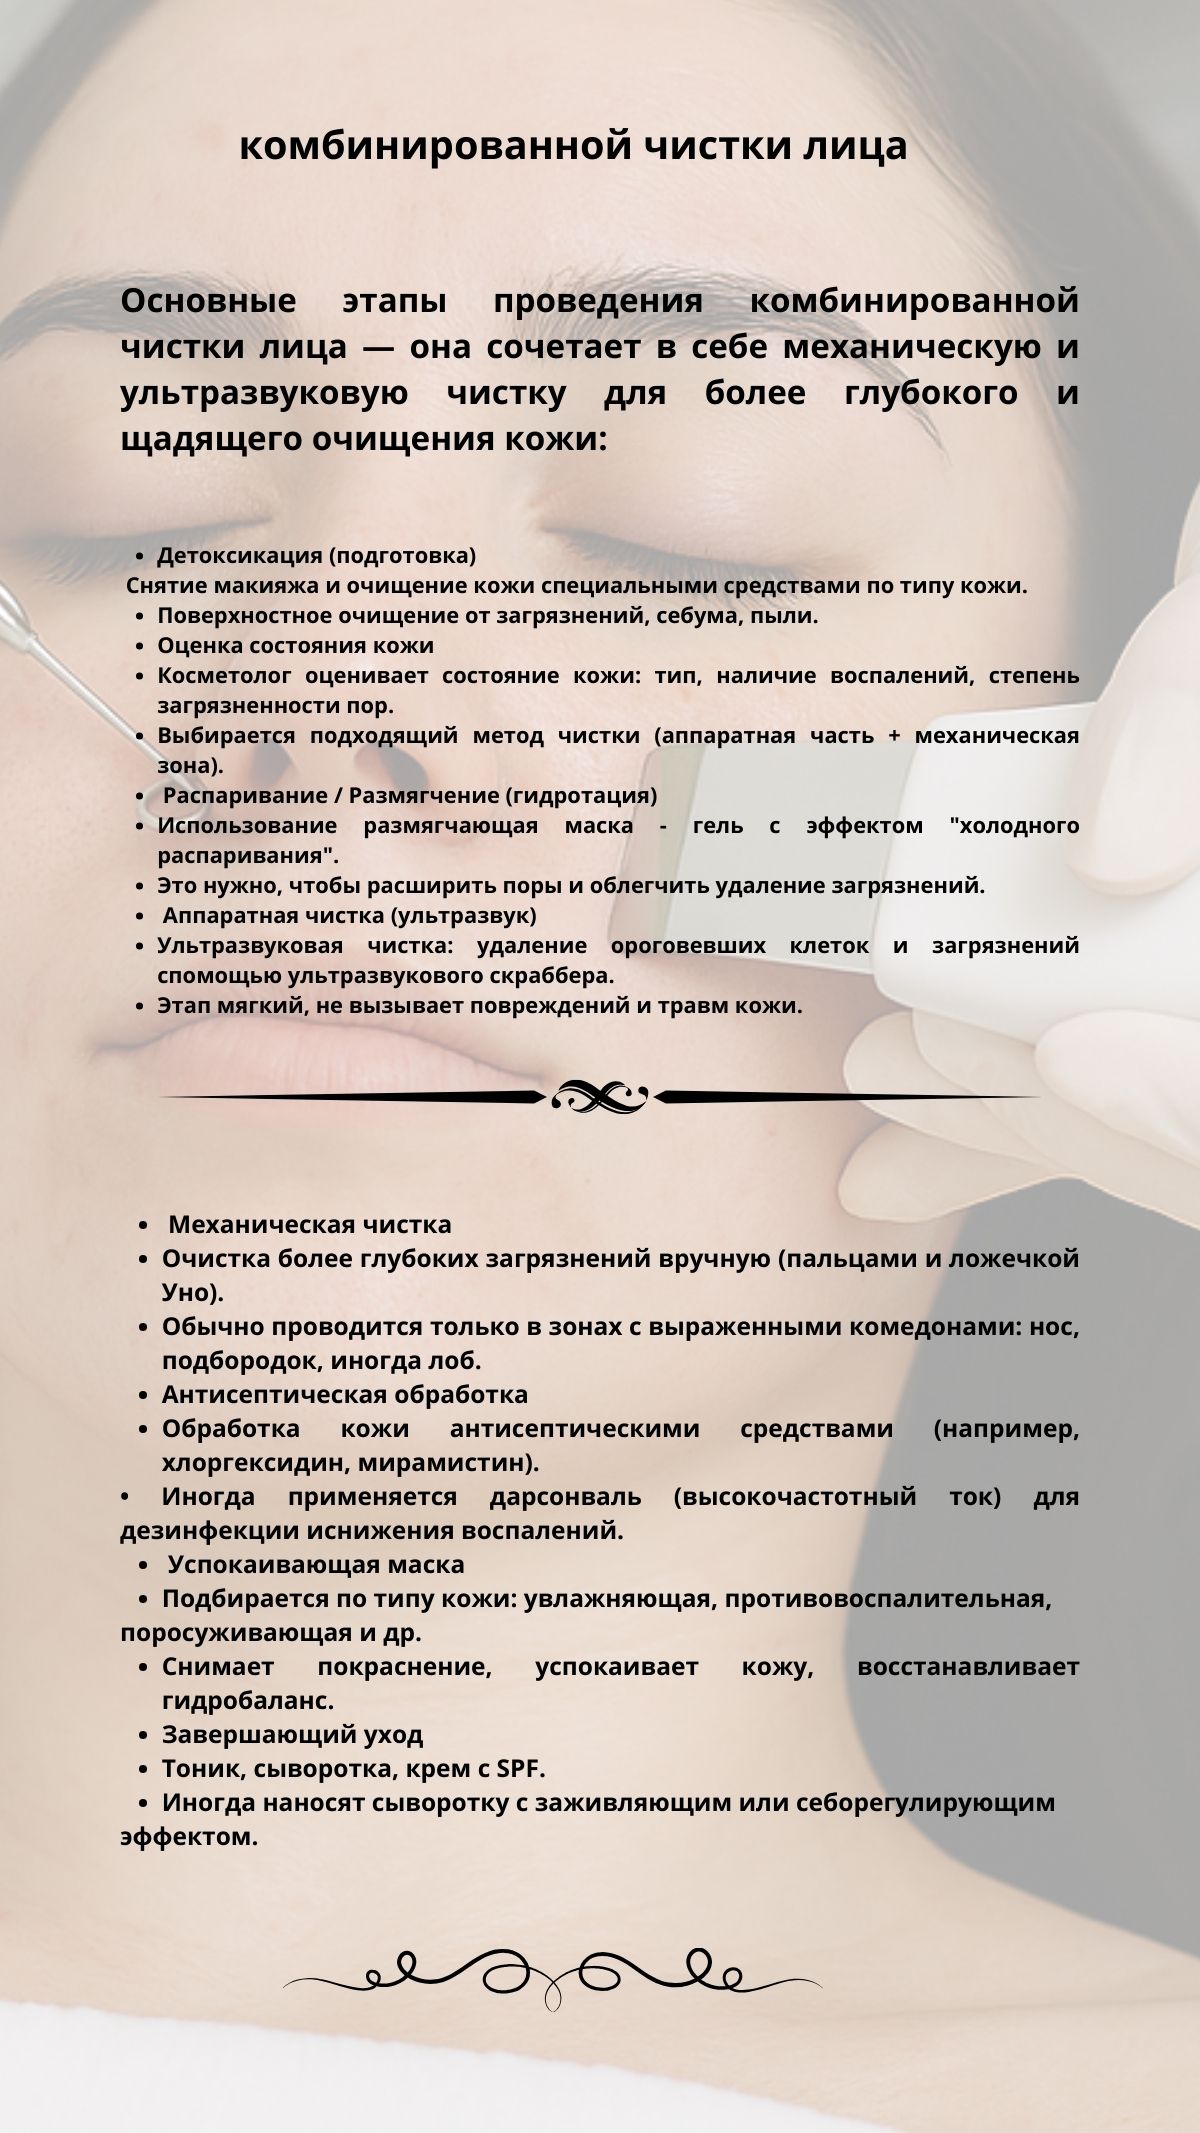 комбинированной чистки лица
Основные этапы проведения комбинированной
чистки лица — она сочетает в себе механическую и
ультразвуковую чистку для более глубокого и
щадящего очищения кожи:
• Детоксикация (подготовка)
Снятие макияжа и очищение кожи специальными средствами по типу кожи.
• Поверхностное очищение от загрязнений, себума, пыли.
• Оценка состояния кожи
• Косметолог оценивает состояние кожи: тип, наличие воспалений, степень
загрязненности пор.
• Выбирается подходящий метод чистки (аппаратная часть + механическая
зона).
• Распаривание / Размягчение (гидротация)
• Использование размягчающая маска - гель с эффектом "холодного
распаривания".
• Это нужно, чтобы расширить поры и облегчить удаление загрязнений.
• Аппаратная чистка (ультразвук)
• Ультразвуковая чистка: удаление ороговевших клеток и загрязнений
спомощью ультразвукового скраббера.
• Этап мягкий, не вызывает повреждений и травм кожи.
• Механическая чистка
• Очистка более глубоких загрязнений вручную (пальцами и ложечкой
Уно).
• Обычно проводится только в зонах с выраженными комедонами: нос,
подбородок, иногда лоб.
• Антисептическая обработка
• Обработка кожи антисептическими средствами (например,
хлоргексидин, мирамистин).
• Иногда применяется дарсонваль (высокочастотный ток) для
дезинфекции иснижения воспалений.
• Успокаивающая маска
• Подбирается по типу кожи: увлажняющая, противовоспалительная,
поросуживающая и др.
• Снимает покраснение, успокаивает кожу, восстанавливает
гидробаланс.
• Завершающий уход
• Тоник, сыворотка, крем с SPF.
• Иногда наносят сыворотку с заживляющим или себорегулирующим
эффектом.